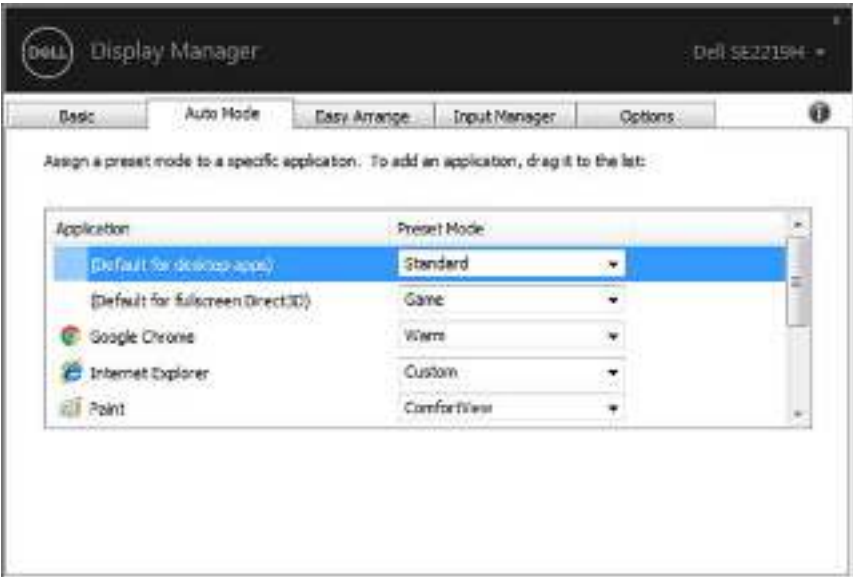 DELL Display Manager
Dell SE2219H
Basic Auto Mode Easy Arrange Input Manager Options
Assign a preset mode to a specific application. To add an application, drag it to the list:
Application Preset Mode
(Default for desktop apps) Standard
(Default for fullscreen Direct3D) Game
Google Chrome Warm
Internet Explorer Custom
Paint ComfortView